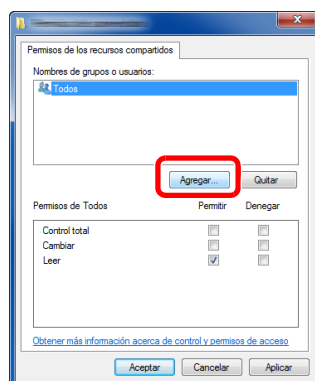 Permisos de los recursos compartidos
Nombres de grupos o usuarios:
Todos
Agregar... Quitar
Permisos de Todos Permitir Denegar
Control total
Cambiar
Leer
Obtener más información acerca de control y permisos de acceso
Aceptar Cancelar Aplicar